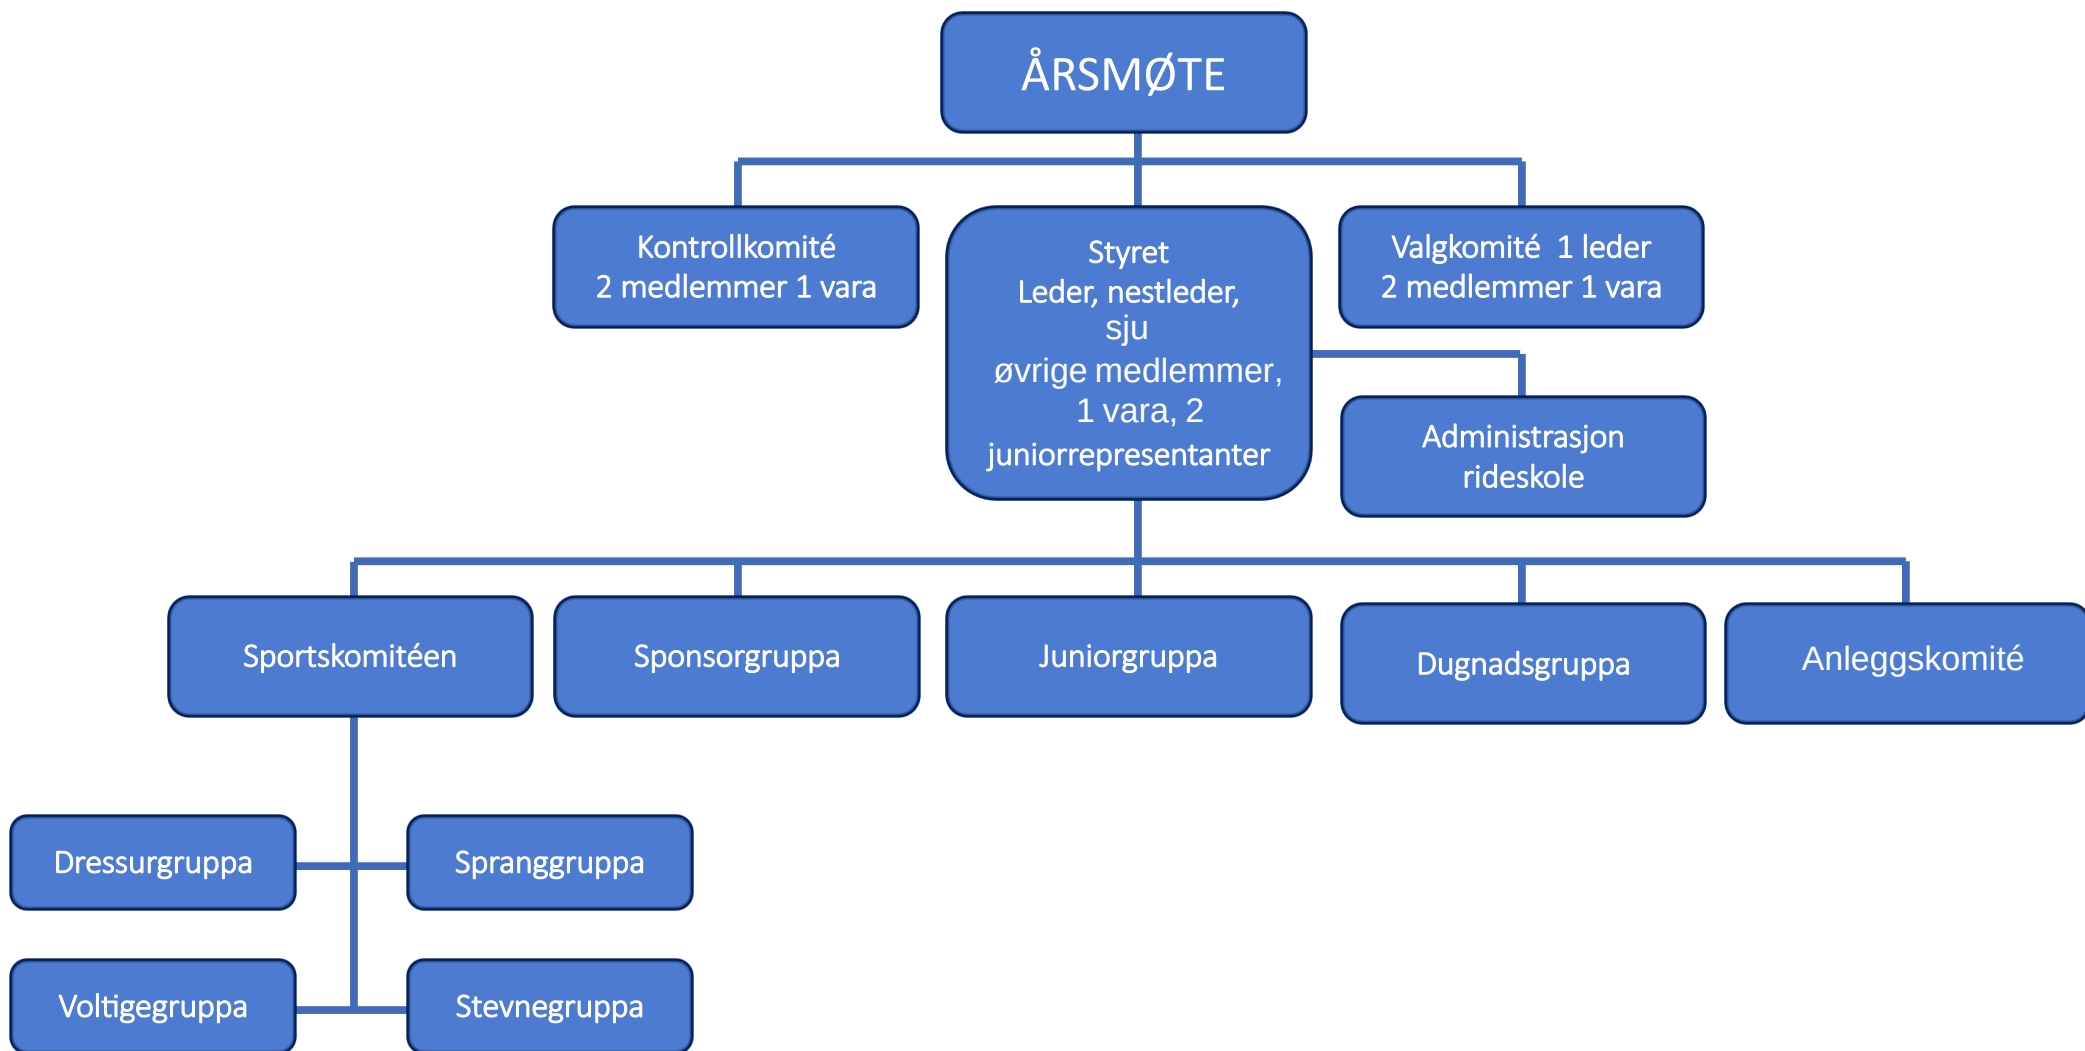 ÅRSMØTE
Kontrollkomité
2 medlemmer 1 vara
Styret
Leder, nestleder,
sju
øvrige medlemmer,
1 vara, 2
juniorrepresentanter
Valgkomité  1 leder
2 medlemmer 1 vara
Administrasjon
rideskole
Sportskomitéen
Sponsorgruppa
Juniorgruppa
Dugnadsgruppa
Anleggskomité
Dressurgruppa
Spranggruppa
Voltigegruppa
Stevnegruppa